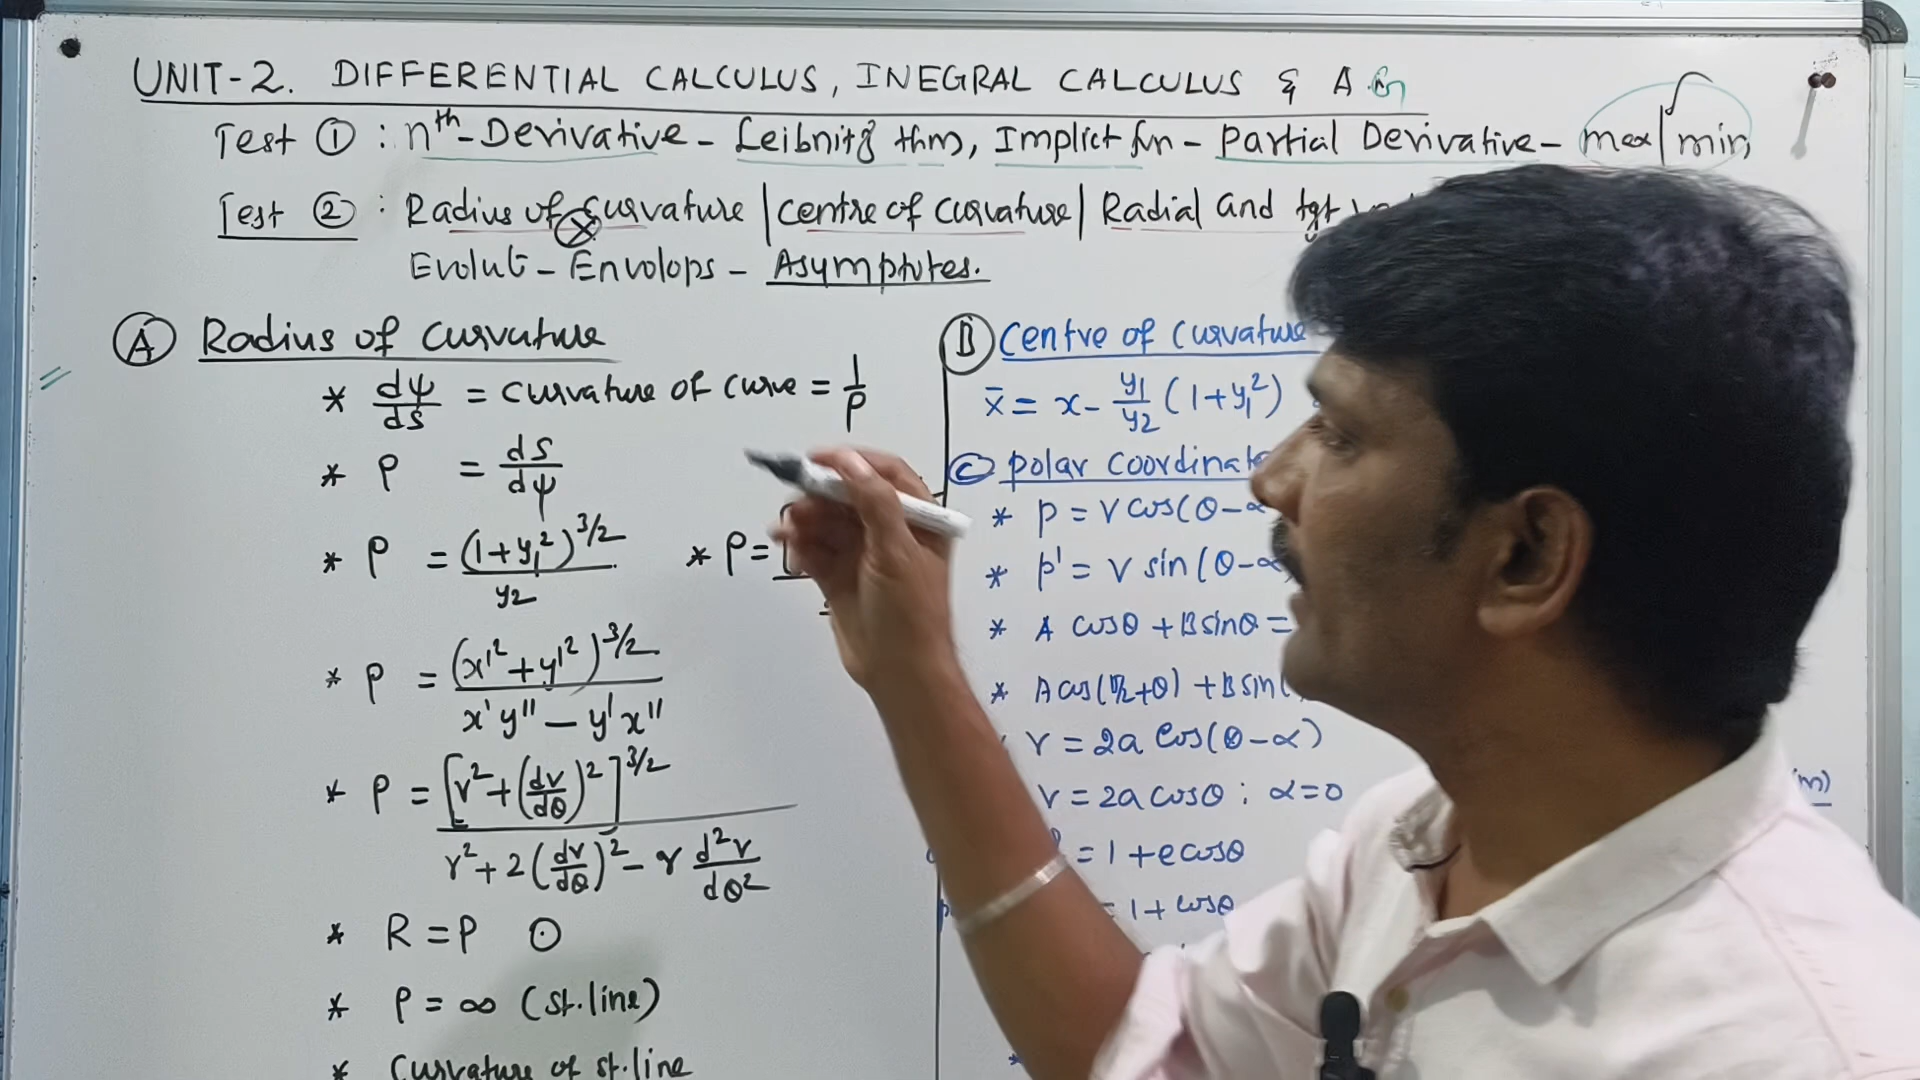 UNIT-2. DIFFERENTIAL CALCULUS, INEGRAL CALCULUS & A.G
Test ① : nth-Derivative - Leibnitz thm, Implict fun - Partial Derivative - max | min
Test ② : Radius of curvature | centre of curvature | Radial and tgt
Evolut - Envolops - Asymptotes.
Ⓐ Radius of curvature
* dψ/ds = curvature of curve = 1/ρ
* ρ = ds/dψ
* ρ = (1+y₁²)^3/2 / y₂ * ρ =
* ρ = (x'²+y'²)^3/2 / x'y'' - y'x''
* ρ = [r²+(dr/dθ)²]^3/2 / r²+2(dr/dθ)² - r d²r/dθ²
* R = ρ ⊙
* ρ = ∞ (st.line)
* Curvature of st.line
Ⓑ Centre of curvature
x̄ = x - y₁/y₂ (1+y₁²)
Ⓒ polar coordinat
* p = r cos(θ-α
* p' = r sin(θ-α
* A cosθ + B sinθ =
* A cos(π/2+θ) + B sin(
r = 2a cos(θ-α)
r = 2a cosθ ; α=0
= 1+e cosθ
= 1+ cosθ
m)